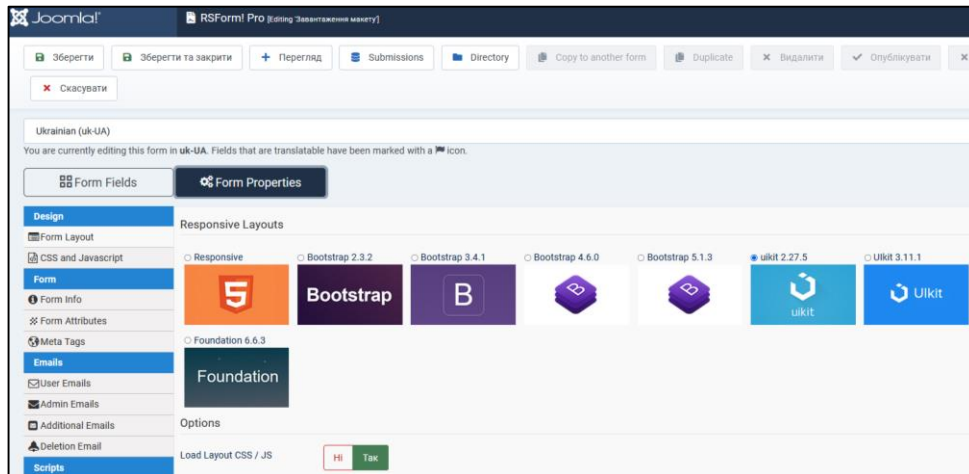 Joomla!
RSForm! Pro [Editing 'Завантаження макету']
Зберегти
Зберегти та закрити
Перегляд
Submissions
Directory
Copy to another form
Duplicate
Видалити
Опублікувати
Скасувати
Ukrainian (uk-UA)
You are currently editing this form in uk-UA. Fields that are translatable have been marked with a icon.
Form Fields
Form Properties
Design
Form Layout
CSS and Javascript
Form
Form Info
Form Attributes
Meta Tags
Emails
User Emails
Admin Emails
Additional Emails
Deletion Email
Scripts
Responsive Layouts
Responsive
Bootstrap 2.3.2
Bootstrap 3.4.1
Bootstrap 4.6.0
Bootstrap 5.1.3
uikit 2.27.5
UIkit 3.11.1
5
Bootstrap
B
B
B
uikit
UIkit
Foundation 6.6.3
Foundation
Options
Load Layout CSS / JS
Ні
Так